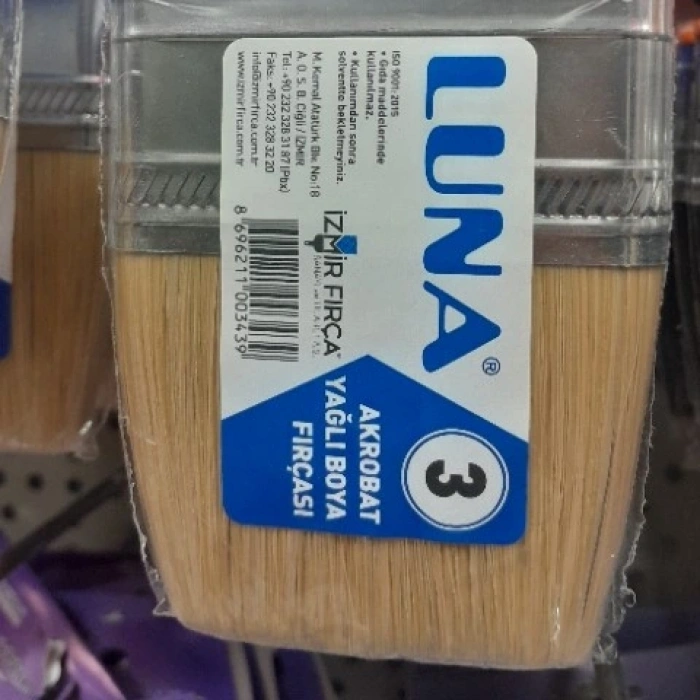 LUNA®
3
AKROBAT
YAĞLI BOYA
FIRÇASI
ISO 9001: 2015
• Gıda maddelerinde
kullanılmaz.
• Kullanımından sonra
solventte bekletmeyiniz.
İZMİR FIRÇA
M. Kemal Atatürk Blv. No:18
A. O. S. B. Çiğli / İZMİR
Tel: +90 232 328 31 87 (Pbx)
Faks: +90 232 328 32 20
info@izmirfirca.com.tr
www.izmirfirca.com.tr
8 696211 003439